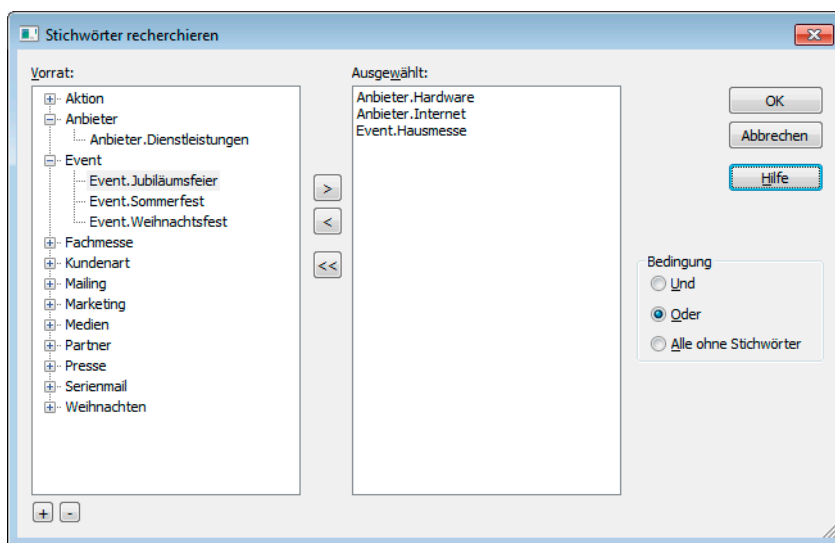 Stichwörter recherchieren
Vorrat:
Aktion
Anbieter
Anbieter.Dienstleistungen
Event
Event.Jubiläumsfeier
Event.Sommerfest
Event.Weihnachtsfest
Fachmesse
Kundenart
Mailing
Marketing
Medien
Partner
Presse
Serienmail
Weihnachten
+ -
>
<
<<
Ausgewählt:
Anbieter.Hardware
Anbieter.Internet
Event.Hausmesse
OK
Abbrechen
Hilfe
Bedingung
Und
Oder
Alle ohne Stichwörter